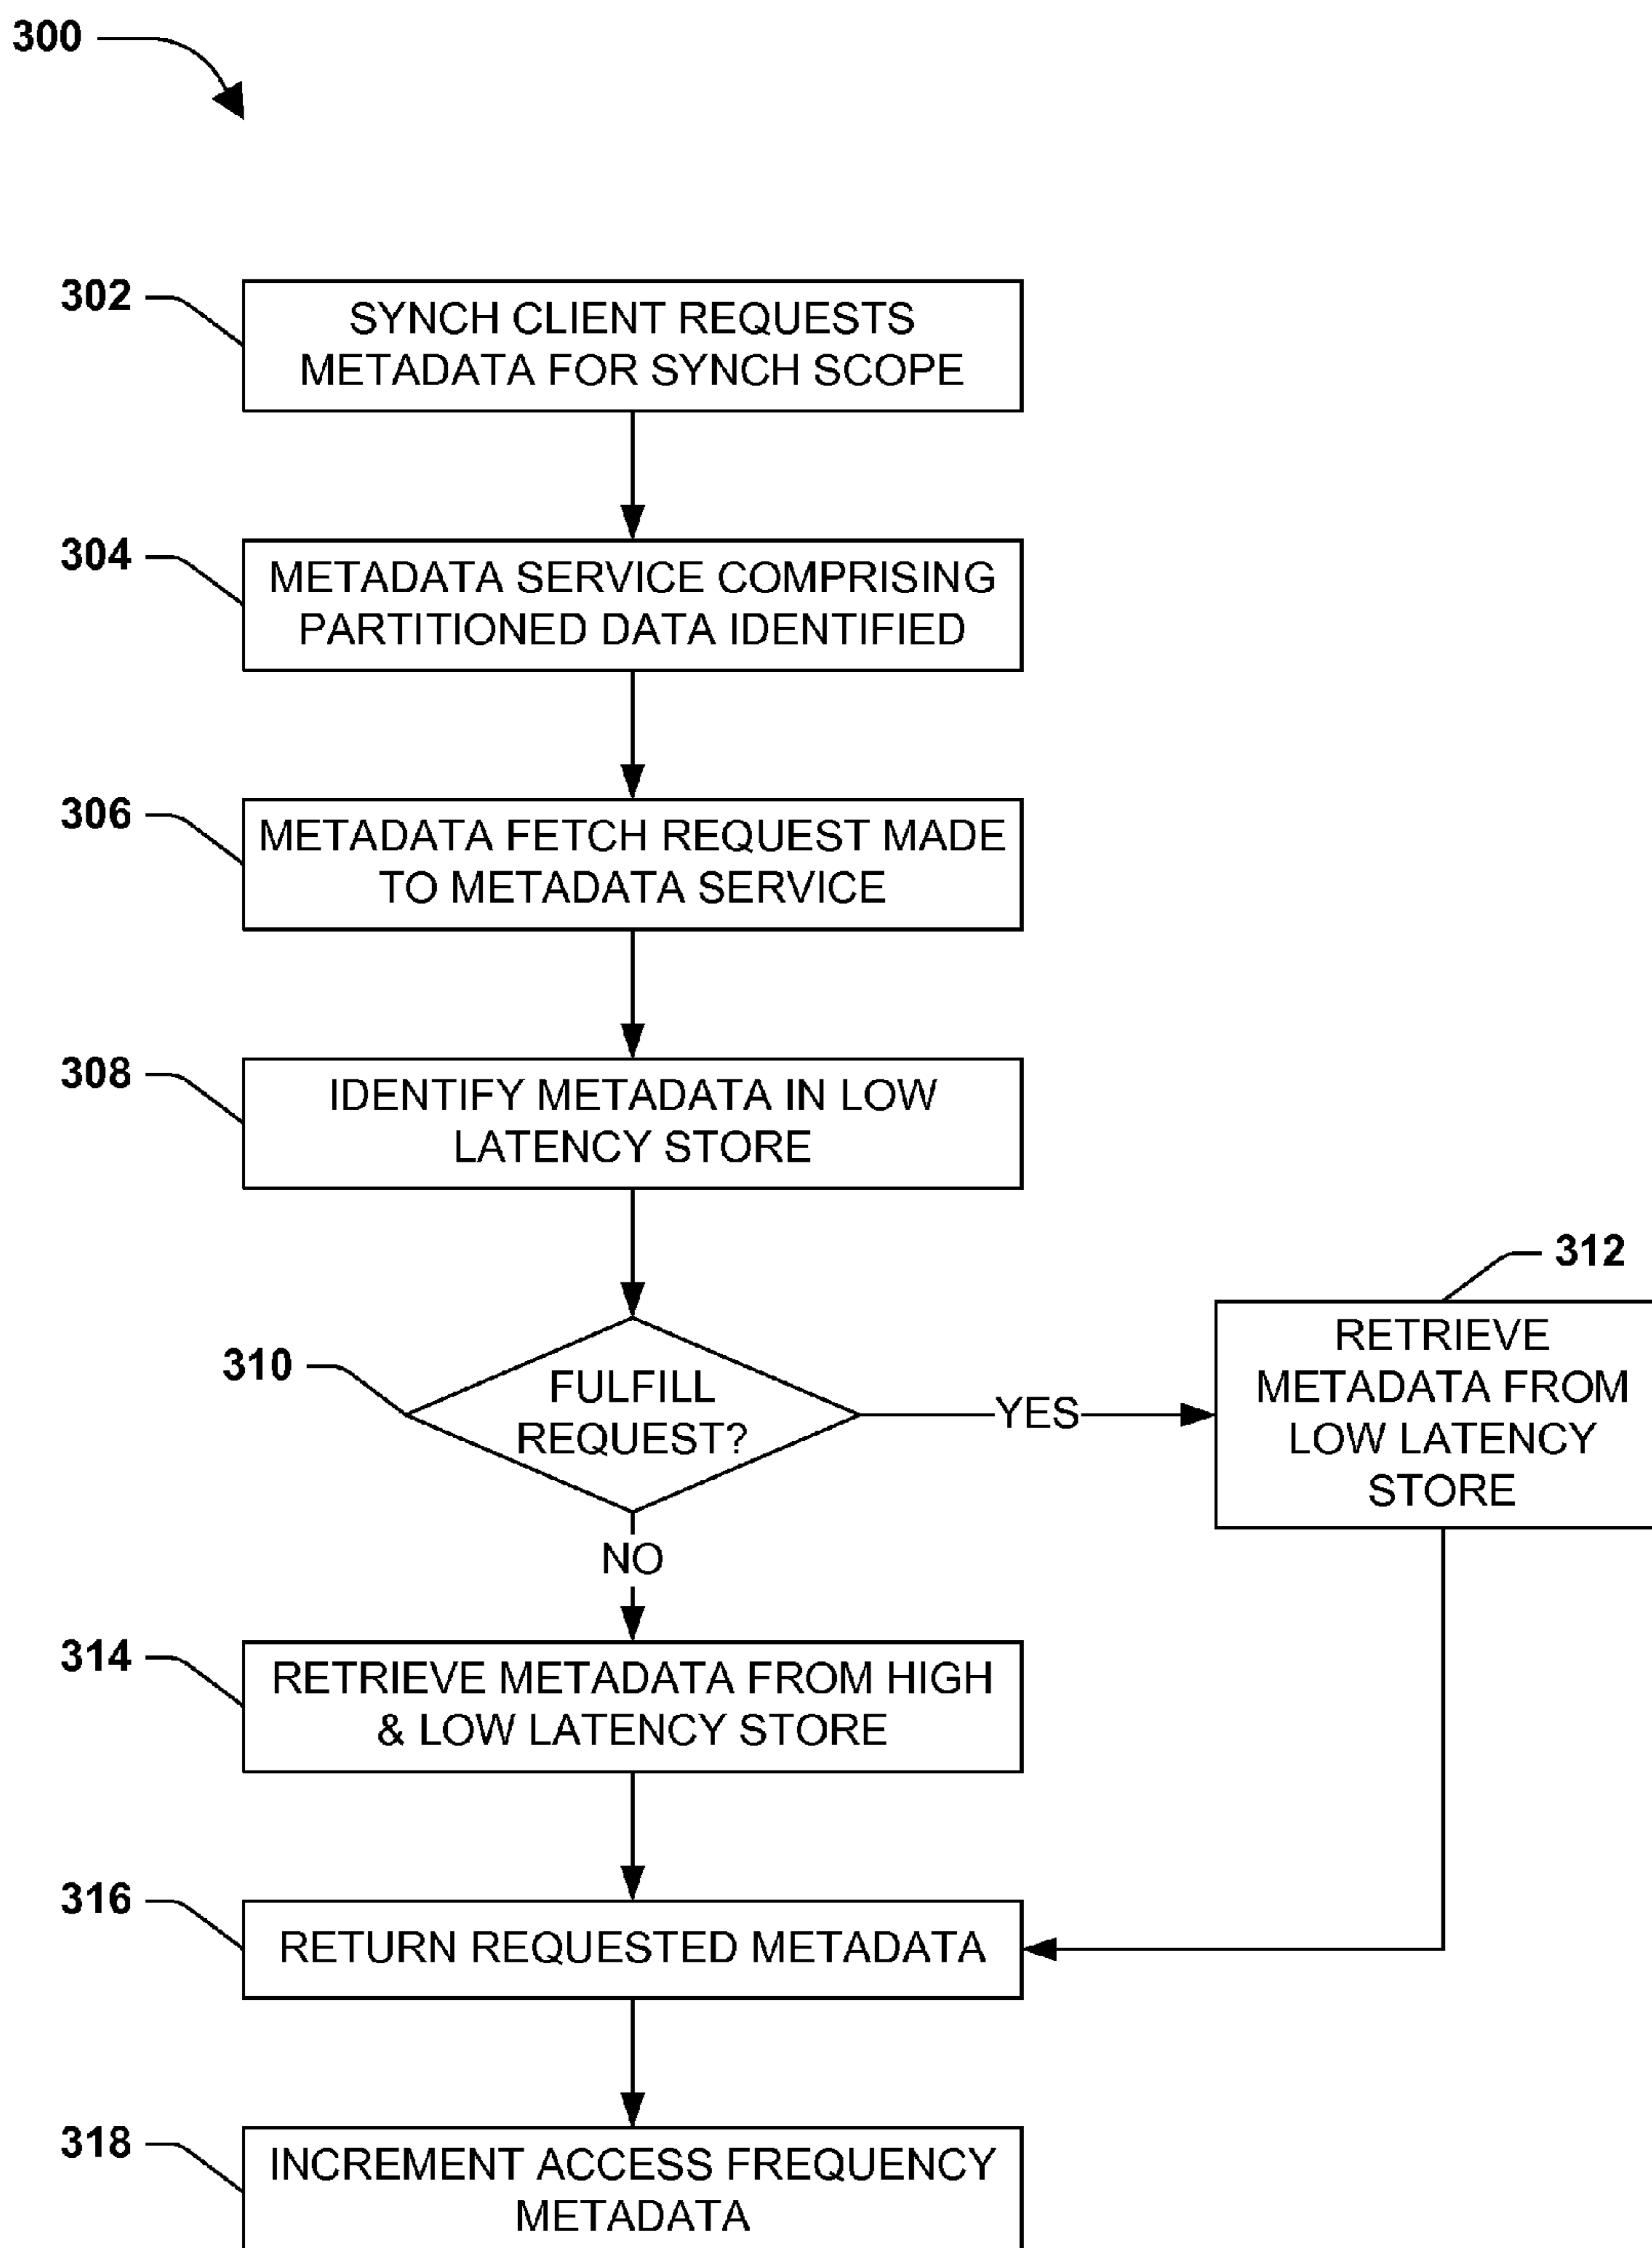 300
302
SYNCH CLIENT REQUESTS
METADATA FOR SYNCH SCOPE
304
METADATA SERVICE COMPRISING
PARTITIONED DATA IDENTIFIED
306
METADATA FETCH REQUEST MADE
TO METADATA SERVICE
308
IDENTIFY METADATA IN LOW
LATENCY STORE
310
FULFILL
REQUEST?
YES
312
RETRIEVE
METADATA FROM
LOW LATENCY
STORE
NO
314
RETRIEVE METADATA FROM HIGH
& LOW LATENCY STORE
316
RETURN REQUESTED METADATA
318
INCREMENT ACCESS FREQUENCY
METADATA